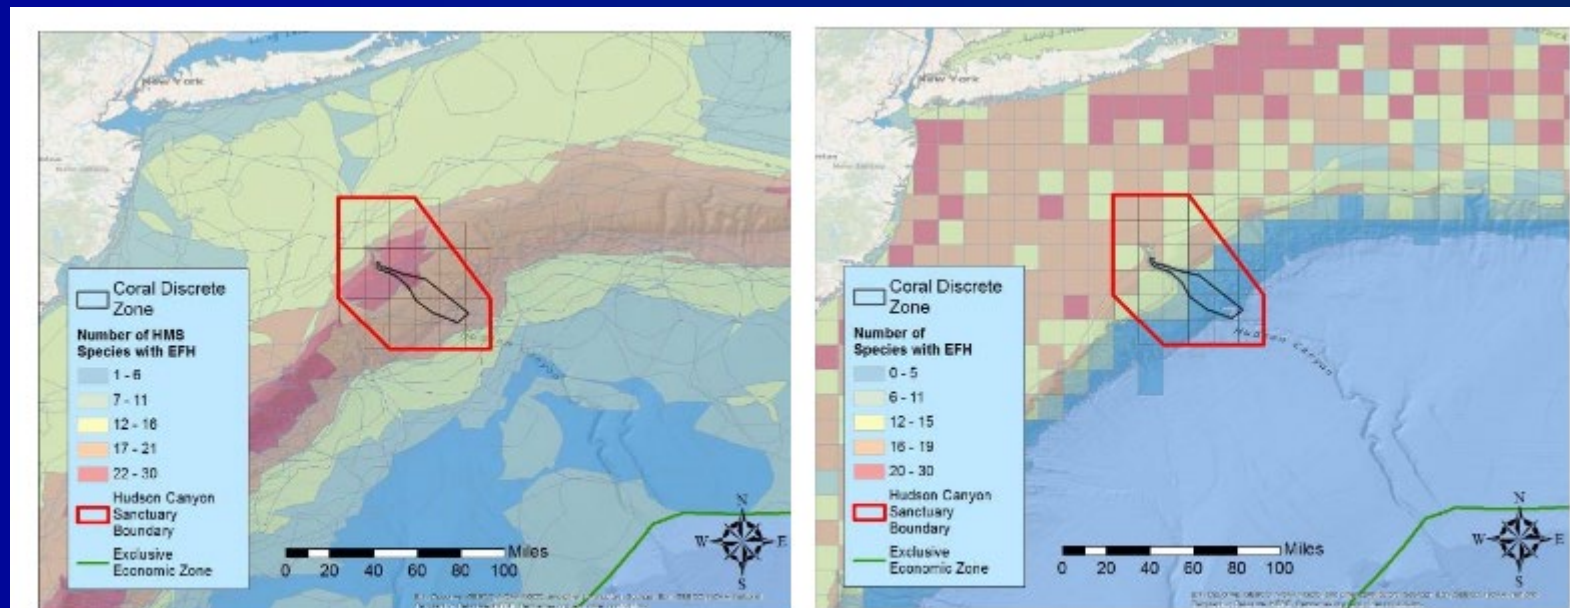 New York
Hudson Canyon
Coral Discrete
Zone
Number of HMS
Species with EFH
1 - 6
7 - 11
12 - 16
17 - 21
22 - 30
Hudson Canyon
Sanctuary
Boundary
Exclusive
Economic Zone
Miles
0 20 40 60 80 100
N
W E
S
New York
Hudson Canyon
Coral Discrete
Zone
Number of
Species with EFH
0 - 5
6 - 11
12 - 15
16 - 19
20 - 30
Hudson Canyon
Sanctuary
Boundary
Exclusive
Economic Zone
Miles
0 20 40 60 80 100
N
W E
S